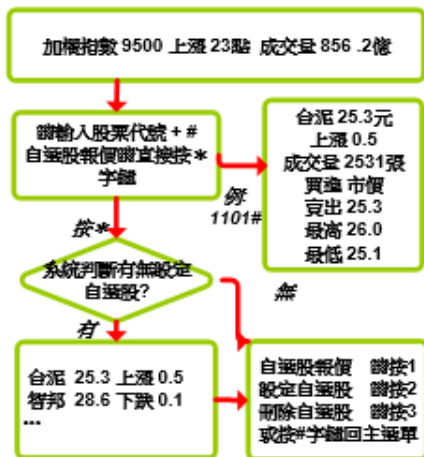 加權指數 9500 上漲 23點 成交量 856 .2億
請輸入股票代號 + #
自選股報價請直接按＊
字鍵
台泥 25.3元
上漲 0.5
成交量 2531張
買進 市價
賣出 25.3
最高 26.0
最低 25.1
例
1101#
按＊
系統判斷有無設定
自選股?
無
有
台泥 25.3 上漲 0.5
智邦 28.6 下跌 0.1
...
自選股報價 請按1
設定自選股 請按2
刪除自選股 請按3
或按#字鍵回主選單